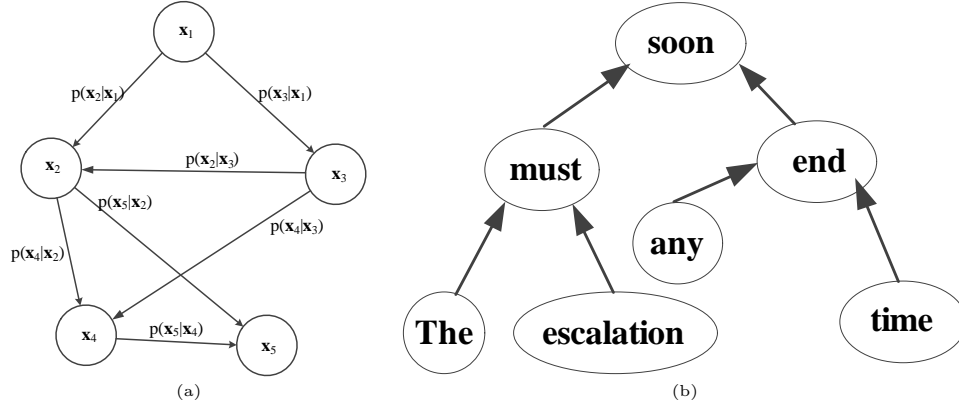 x1
p(x2|x1)
p(x3|x1)
x2
p(x2|x3)
x3
p(x5|x2)
p(x4|x3)
p(x4|x2)
x4
p(x5|x4)
x5
(a)
soon
must
end
any
The
escalation
time
(b)